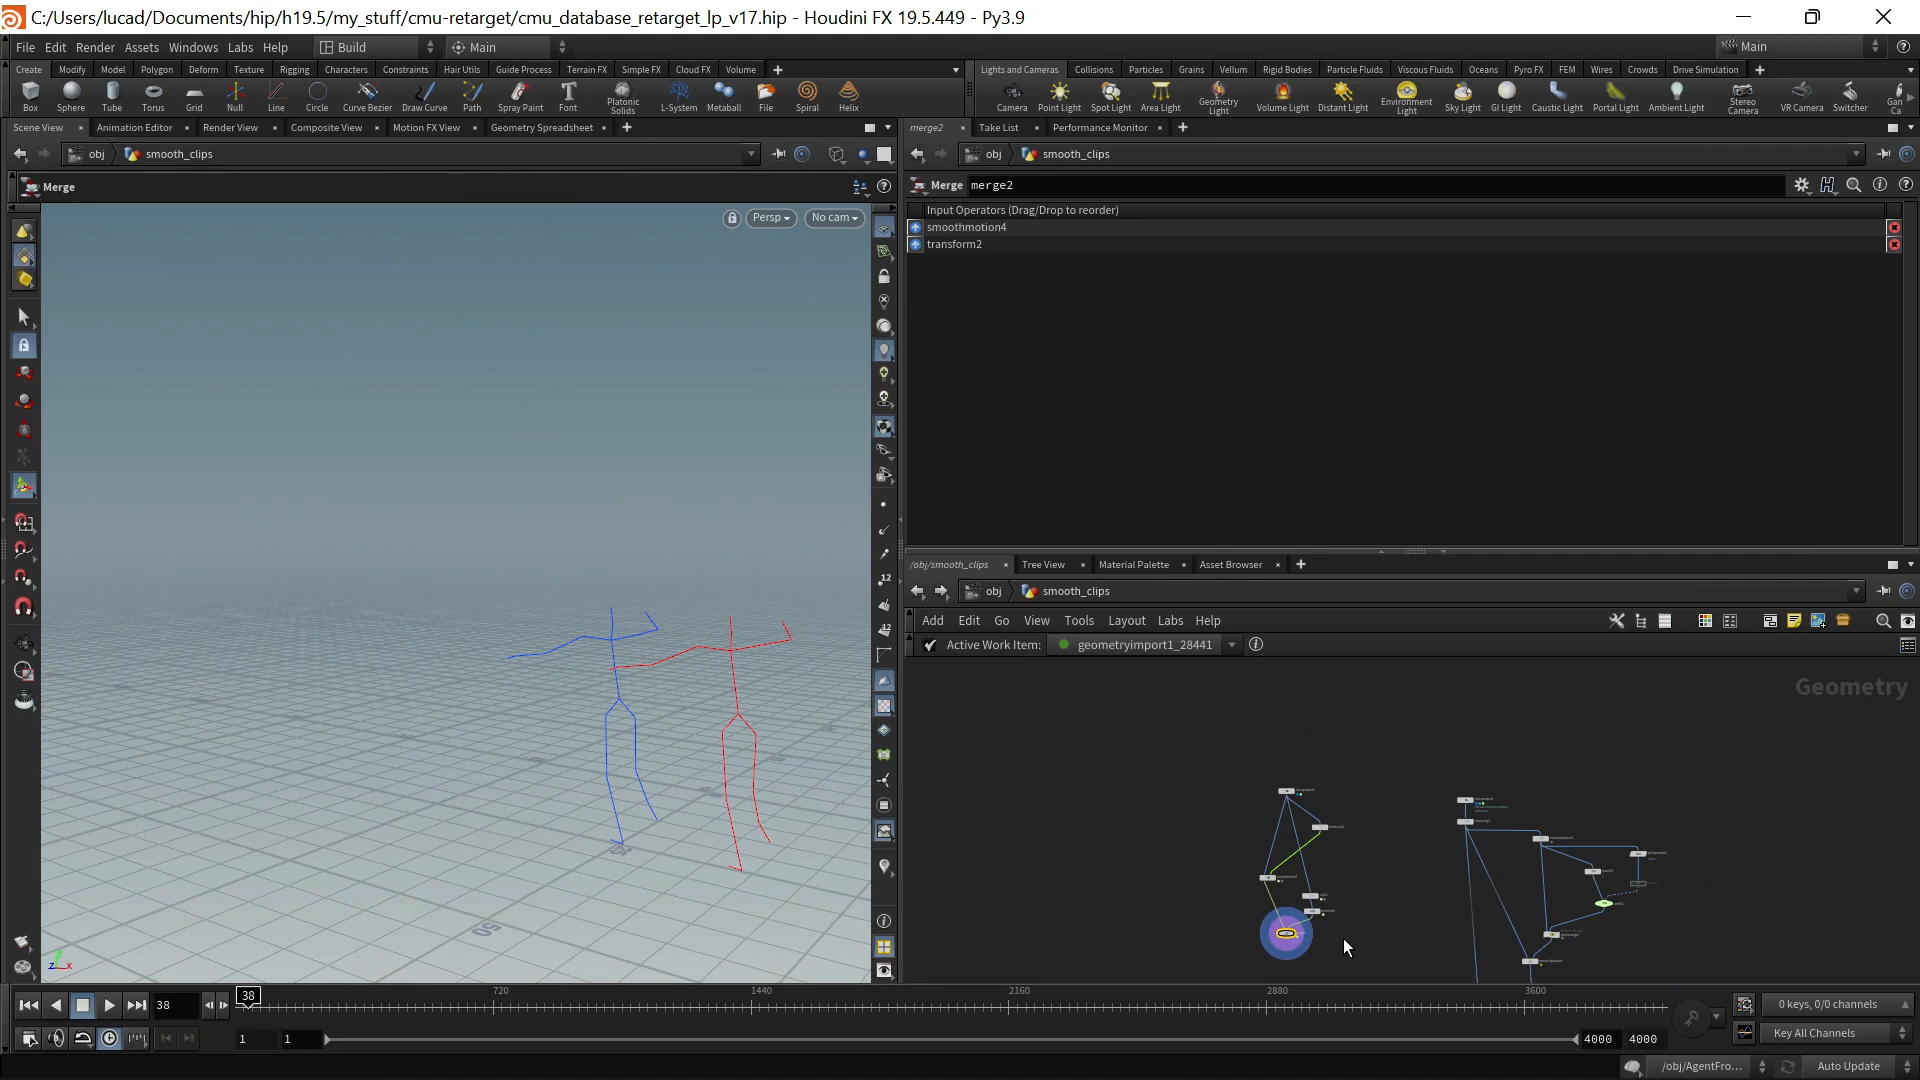 C:/Users/lucad/Documents/hip/h19.5/my_stuff/cmu-retarget/cmu_database_retarget_lp_v17.hip - Houdini FX 19.5.449 - Py3.9
File Edit Render Assets Windows Labs Help Build Main Main
Create Modify Model Polygon Deform Texture Rigging Characters Constraints Hair Utils Guide Process Terrain FX Simple FX Cloud FX Volume
Lights and Cameras Collisions Particles Grains Vellum Rigid Bodies Particle Fluids Viscous Fluids Oceans Pyro FX FEM Wires Crowds Drive Simulation
Box Sphere Tube Torus Grid Null Line Circle Curve Bezier Draw Curve Path Spray Paint Font Platonic Solids L-System Metaball File Spiral Helix
Camera Point Light Spot Light Area Light Geometry Light Volume Light Distant Light Environment Light Sky Light GI Light Caustic Light Portal Light Ambient Light Stereo Camera VR Camera Switcher Gan Ca
Scene View Animation Editor Render View Composite View Motion FX View Geometry Spreadsheet
merge2 Take List Performance Monitor
obj smooth_clips
obj smooth_clips
Merge
Merge merge2
Persp No cam
Input Operators (Drag/Drop to reorder)
smoothmotion4
transform2
/obj/smooth_clips Tree View Material Palette Asset Browser
obj smooth_clips
Add Edit Go View Tools Layout Labs Help
Active Work Item: geometryimport1_28441
Geometry
12
12
50
z x
38 38 720 1440 2160 2880 3600 0 keys, 0/0 channels
1 1 4000 4000 Key All Channels
/obj/AgentFro... Auto Update